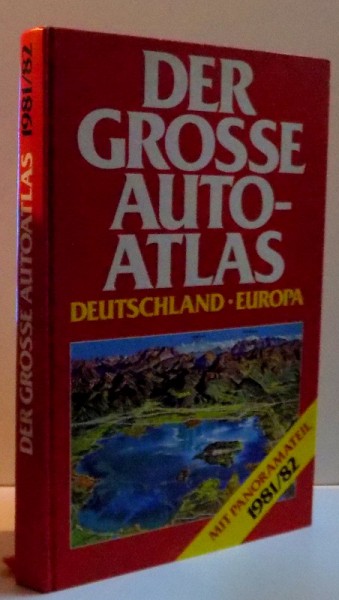 DER GROSSE AUTOATLAS 1981/82
DER
GROSSE
AUTO-
ATLAS
DEUTSCHLAND · EUROPA
MIT PANORAMATEIL
1981/82